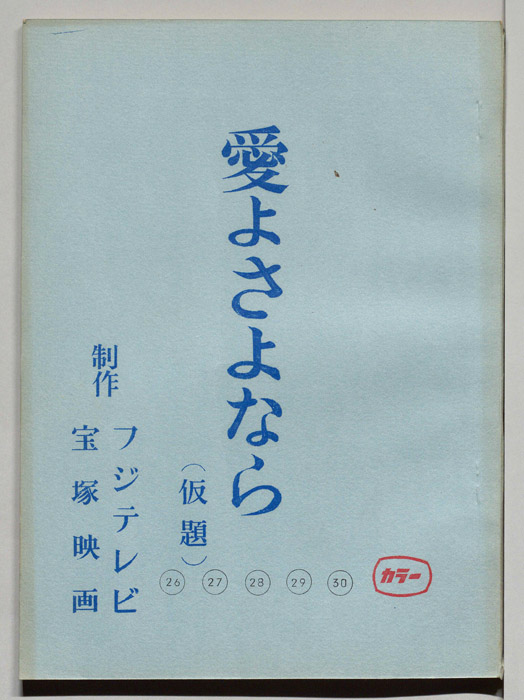 愛よさよなら
(仮題)
26 27 28 29 30
カラー
制作
フジテレビ
宝塚映画